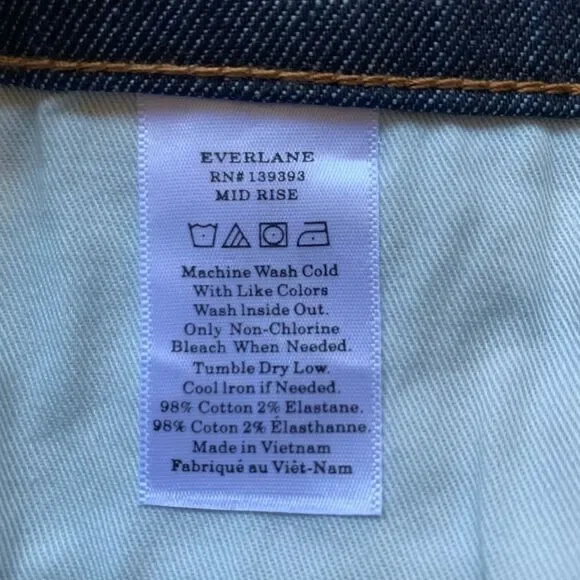 EVERLANE
RN# 139393
MID RISE
Machine Wash Cold
With Like Colors
Wash Inside Out.
Only Non-Chlorine
Bleach When Needed.
Tumble Dry Low.
Cool Iron if Needed.
98% Cotton 2% Elastane.
98% Coton 2% Élasthanne.
Made in Vietnam
Fabriqué au Viêt-Nam